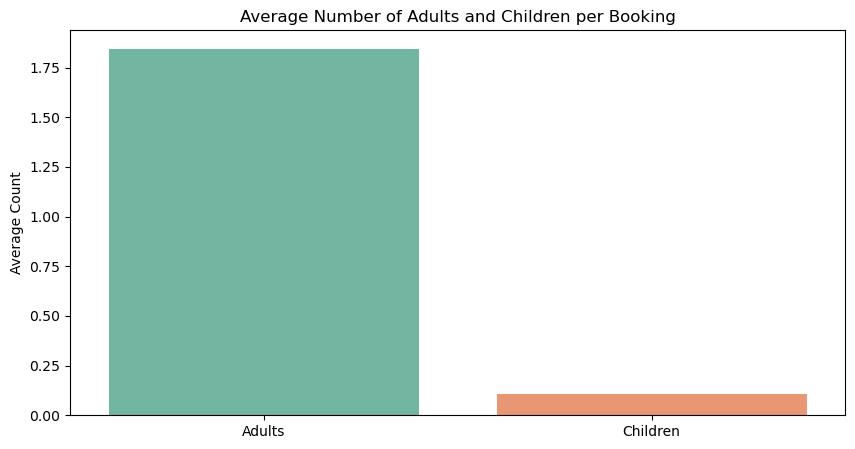 Average Number of Adults and Children per Booking
Average Count
1.75
1.50
1.25
1.00
0.75
0.50
0.25
0.00
Adults
Children